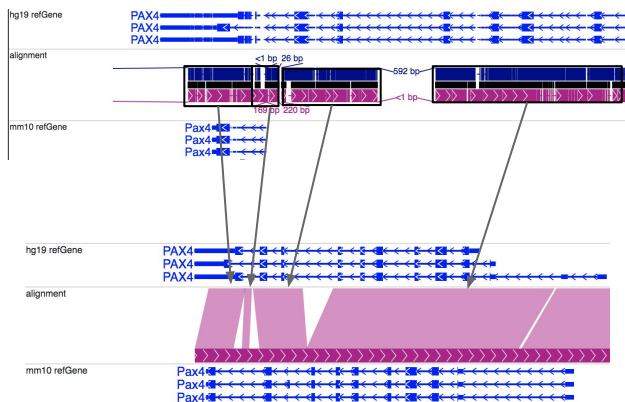 hg19 refGene
PAX4
PAX4
PAX4
alignment
<1 bp 26 bp
592 bp
<1 bp
169 bp 220 bp
mm10 refGene
Pax4
Pax4
Pax4
hg19 refGene
PAX4
PAX4
PAX4
alignment
mm10 refGene
Pax4
Pax4
Pax4